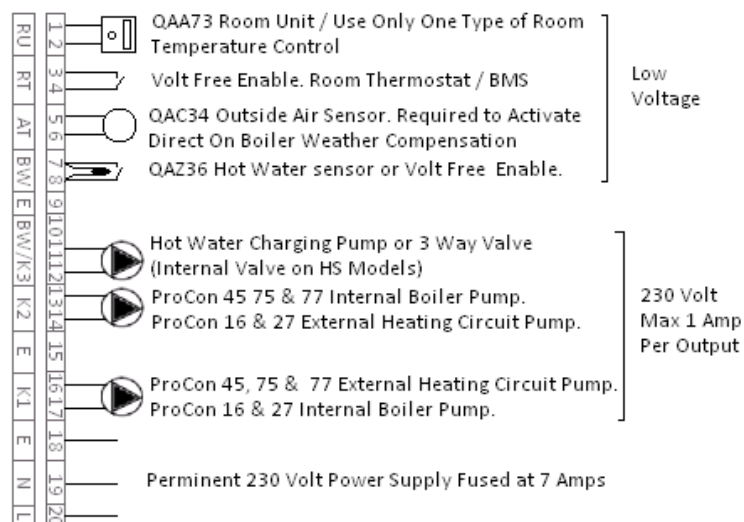 RU 1 2 QAA73 Room Unit / Use Only One Type of Room
Temperature Control
RT 3 4 Volt Free Enable. Room Thermostat / BMS
Low
Voltage
AT 5 6 QAC34 Outside Air Sensor. Required to Activate
Direct On Boiler Weather Compensation
BW 7 8 QAZ36 Hot Water sensor or Volt Free Enable.
E 9
BW/K3 10 11 12 Hot Water Charging Pump or 3 Way Valve
(Internal Valve on HS Models)
K2 13 14 ProCon 45 75 & 77 Internal Boiler Pump.
ProCon 16 & 27 External Heating Circuit Pump.
230 Volt
Max 1 Amp
Per Output
E 15
K1 16 17 ProCon 45, 75 & 77 External Heating Circuit Pump.
ProCon 16 & 27 Internal Boiler Pump.
E 18
N 19 Perminent 230 Volt Power Supply Fused at 7 Amps
L 20